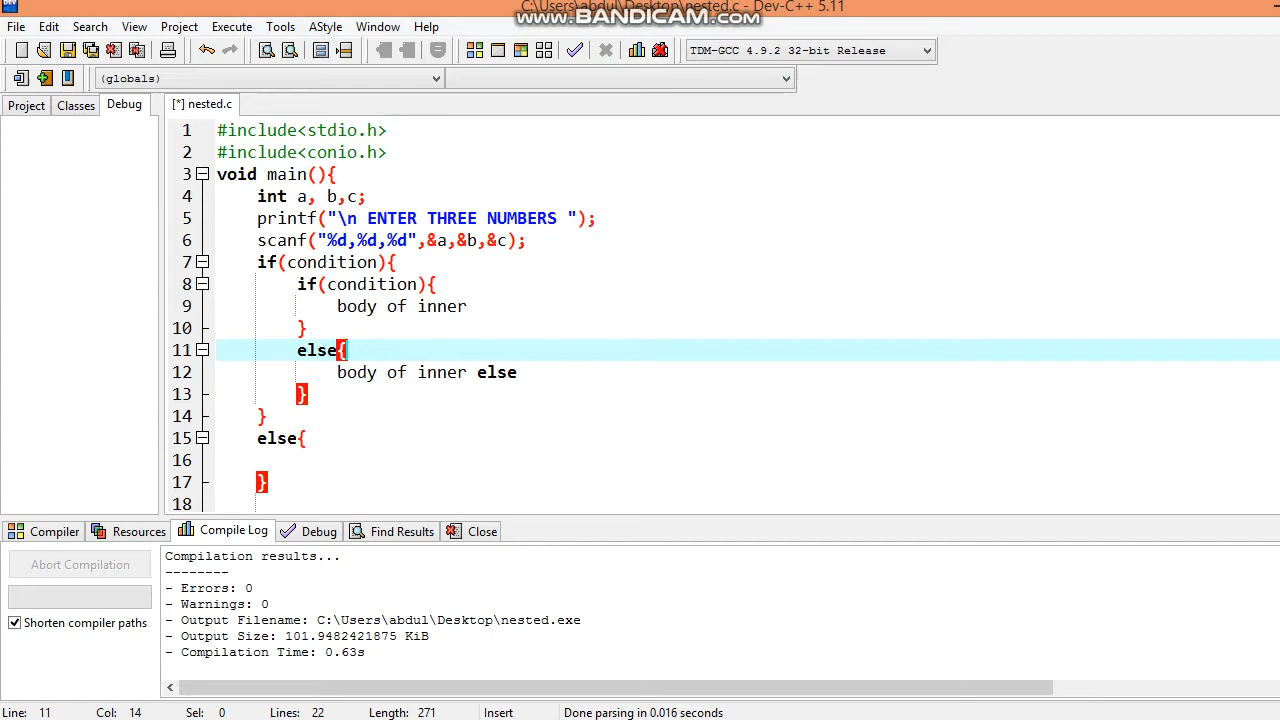 C:\Users\abdul\Desktop\nested.c - Dev-C++ 5.11
www.BANDICAM.com
File Edit Search View Project Execute Tools AStyle Window Help
TDM-GCC 4.9.2 32-bit Release
(globals)
Project Classes Debug [*] nested.c
1 #include<stdio.h>
2 #include<conio.h>
3 void main(){
4 int a, b,c;
5 printf("\n ENTER THREE NUMBERS ");
6 scanf("%d,%d,%d",&a,&b,&c);
7 if(condition){
8 if(condition){
9 body of inner
10 }
11 else{
12 body of inner else
13 }
14 }
15 else{
16
17 }
18
Compiler Resources Compile Log Debug Find Results Close
Abort Compilation
Shorten compiler paths
Compilation results...
--------
- Errors: 0
- Warnings: 0
- Output Filename: C:\Users\abdul\Desktop\nested.exe
- Output Size: 101.9482421875 KiB
- Compilation Time: 0.63s
Line: 11 Col: 14 Sel: 0 Lines: 22 Length: 271 Insert Done parsing in 0.016 seconds